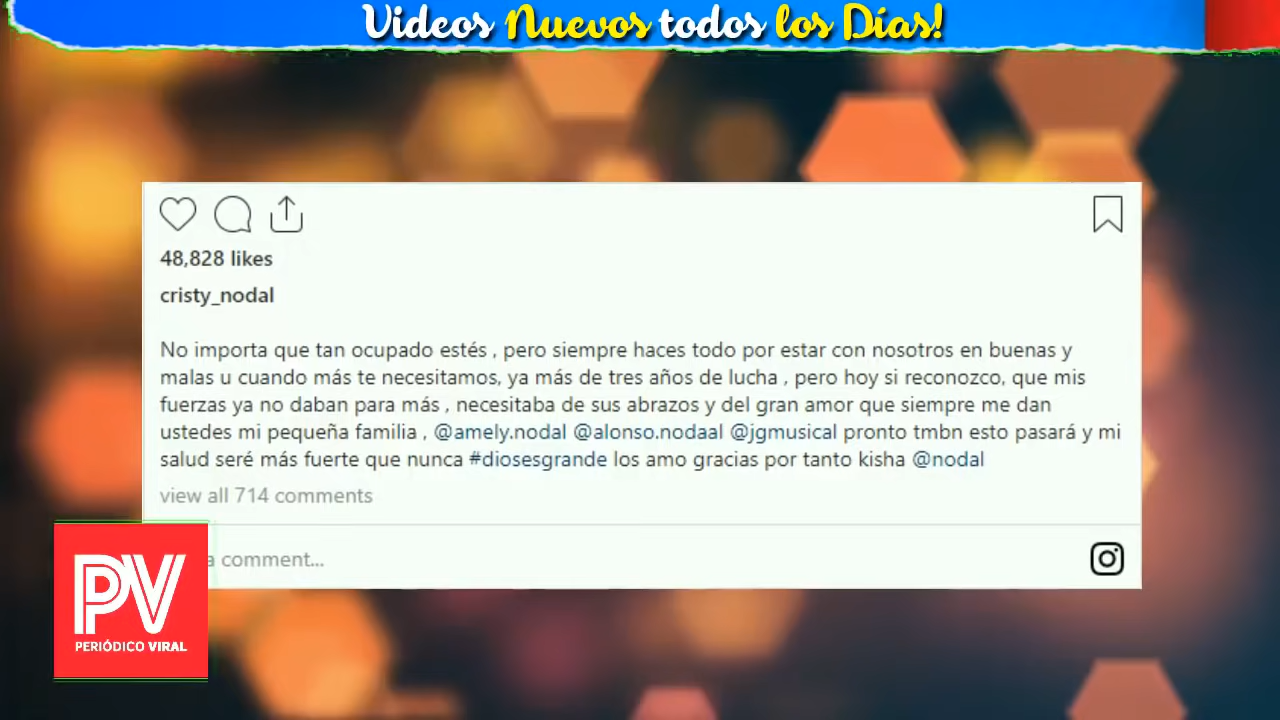 Videos Nuevos todos los Días!
48,828 likes
cristy_nodal
No importa que tan ocupado estés , pero siempre haces todo por estar con nosotros en buenas y
malas u cuando más te necesitamos, ya más de tres años de lucha , pero hoy si reconozco, que mis
fuerzas ya no daban para más , necesitaba de sus abrazos y del gran amor que siempre me dan
ustedes mi pequeña familia , @amely.nodal @alonso.nodaal @jgmusical pronto tmbn esto pasará y mi
salud seré más fuerte que nunca #diosesgrande los amo gracias por tanto kisha @nodal
view all 714 comments
a comment...
PV
PERIÓDICO VIRAL